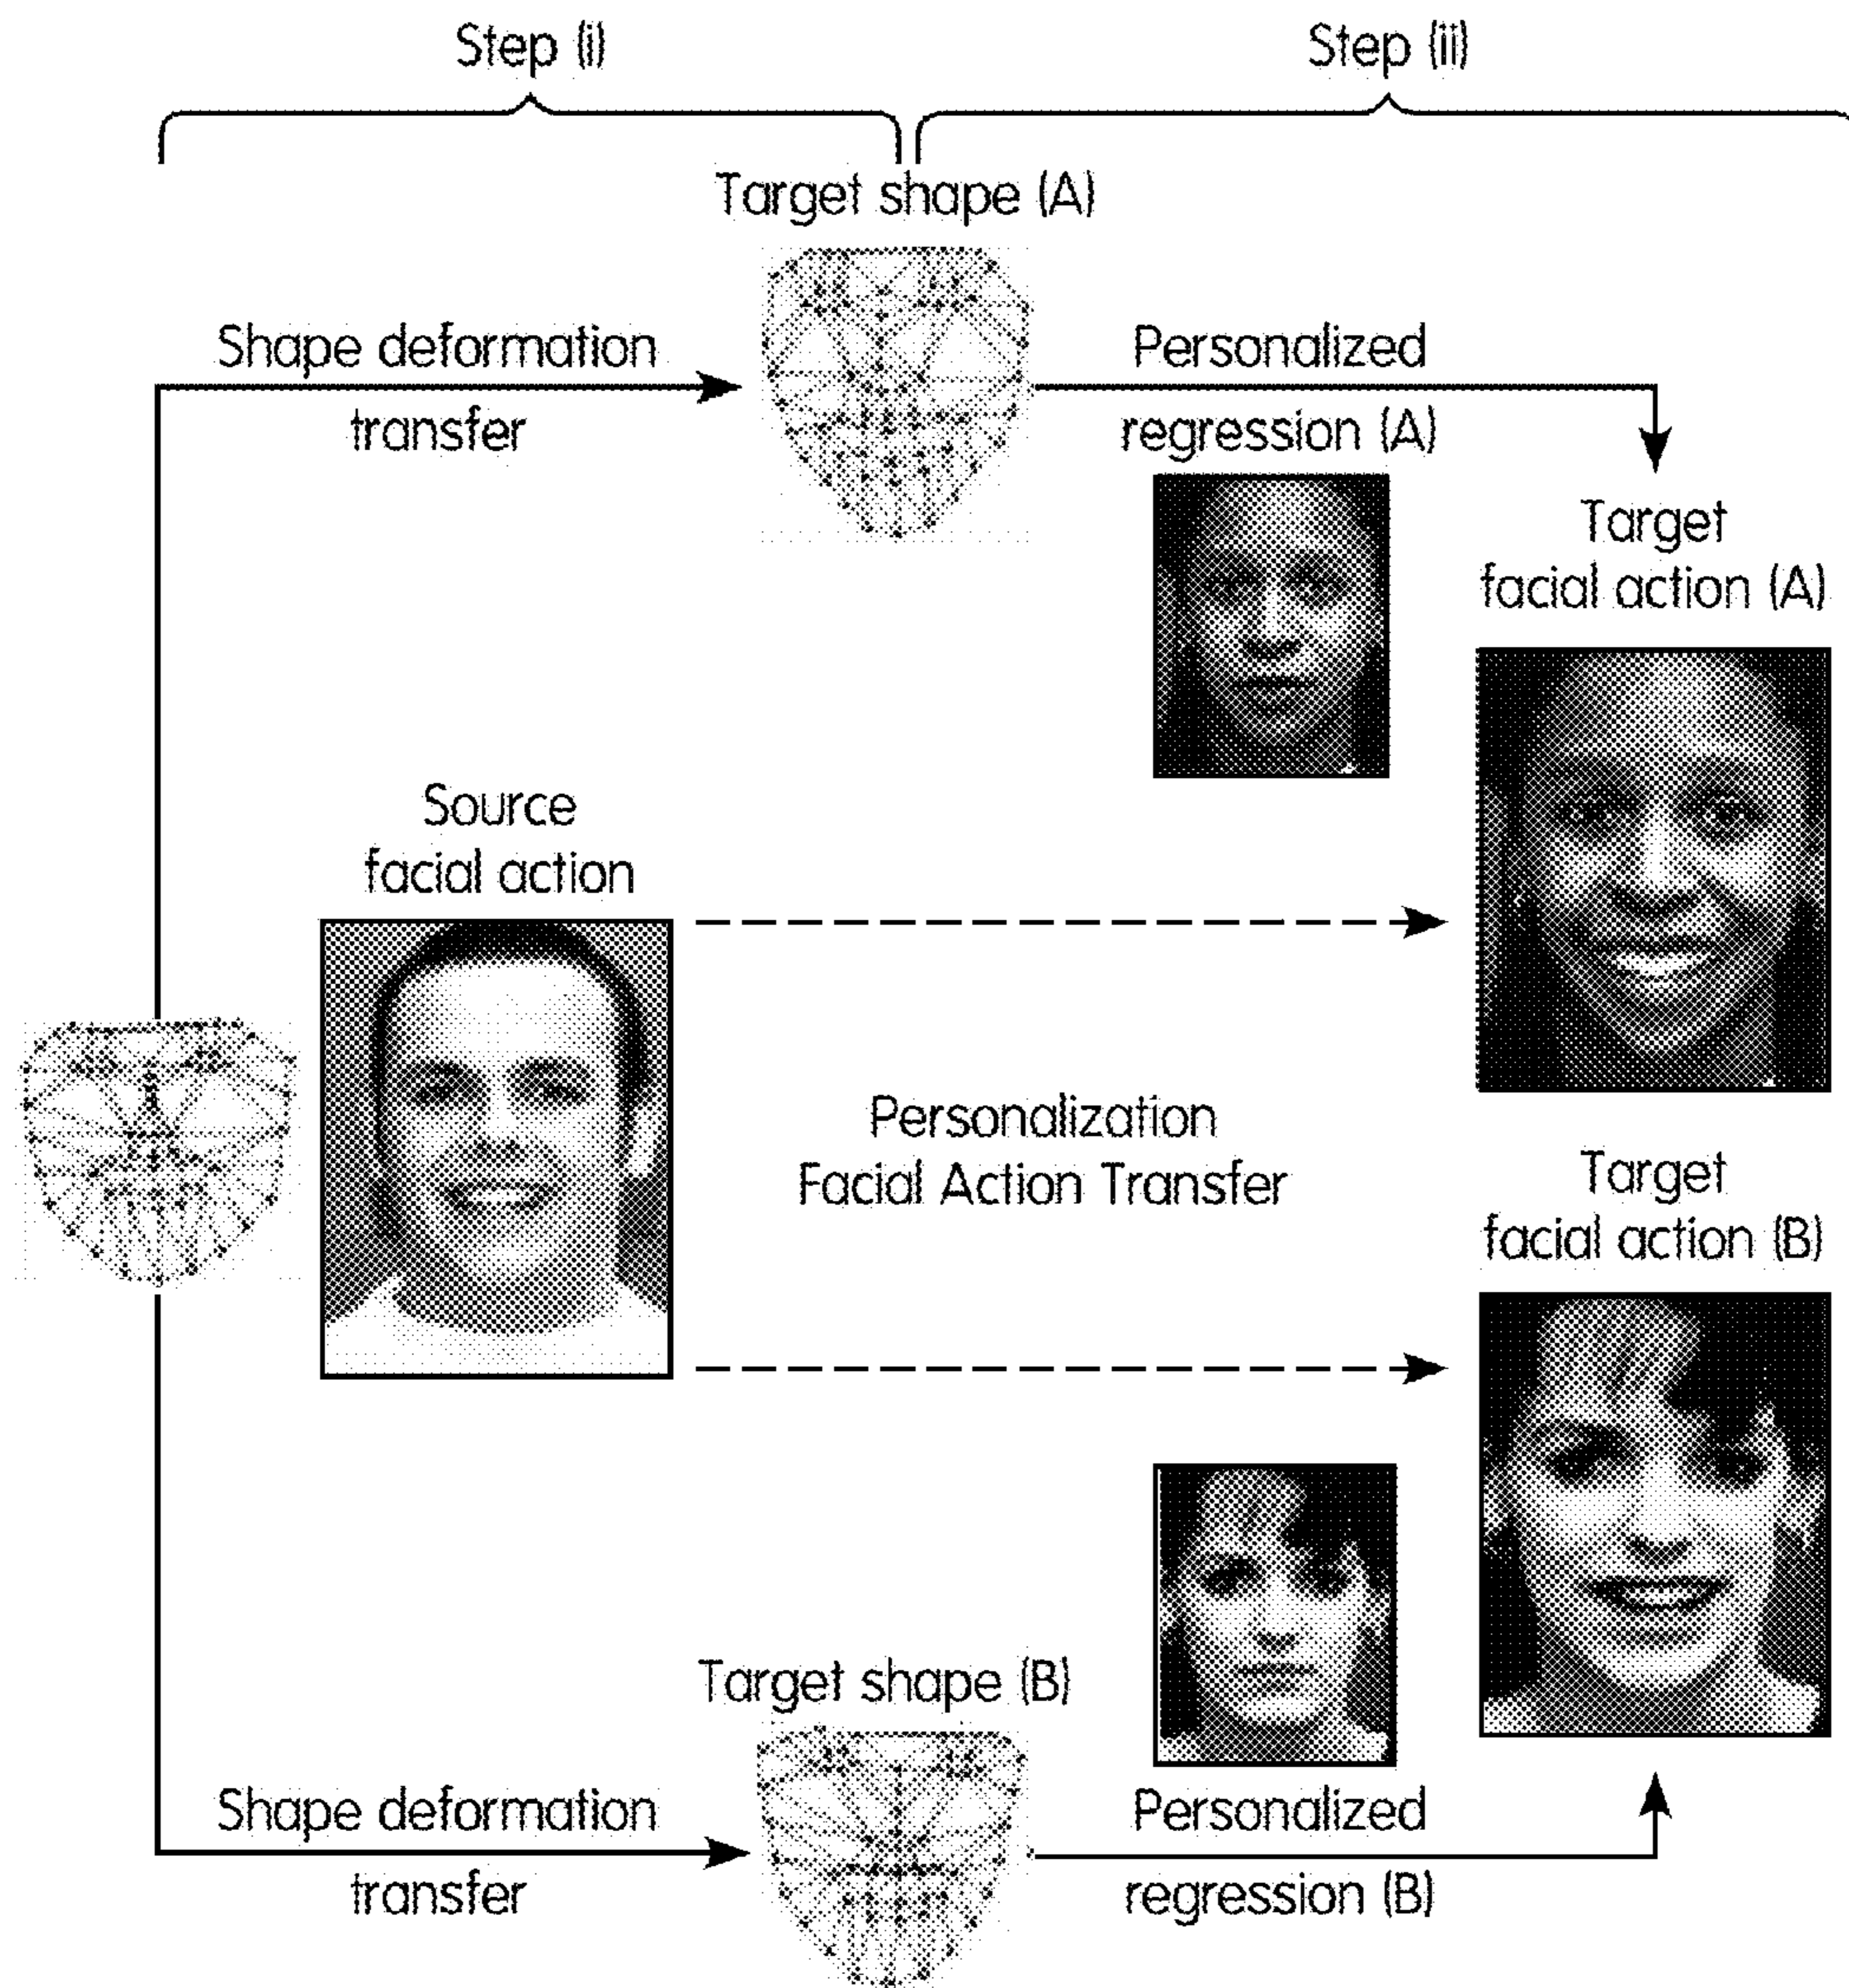 Step (i)
Step (ii)
Target shape (A)
Shape deformation
transfer
Personalized
regression (A)
Target
facial action (A)
Source
facial action
Personalization
Facial Action Transfer
Target
facial action (B)
Target shape (B)
Shape deformation
transfer
Personalized
regression (B)